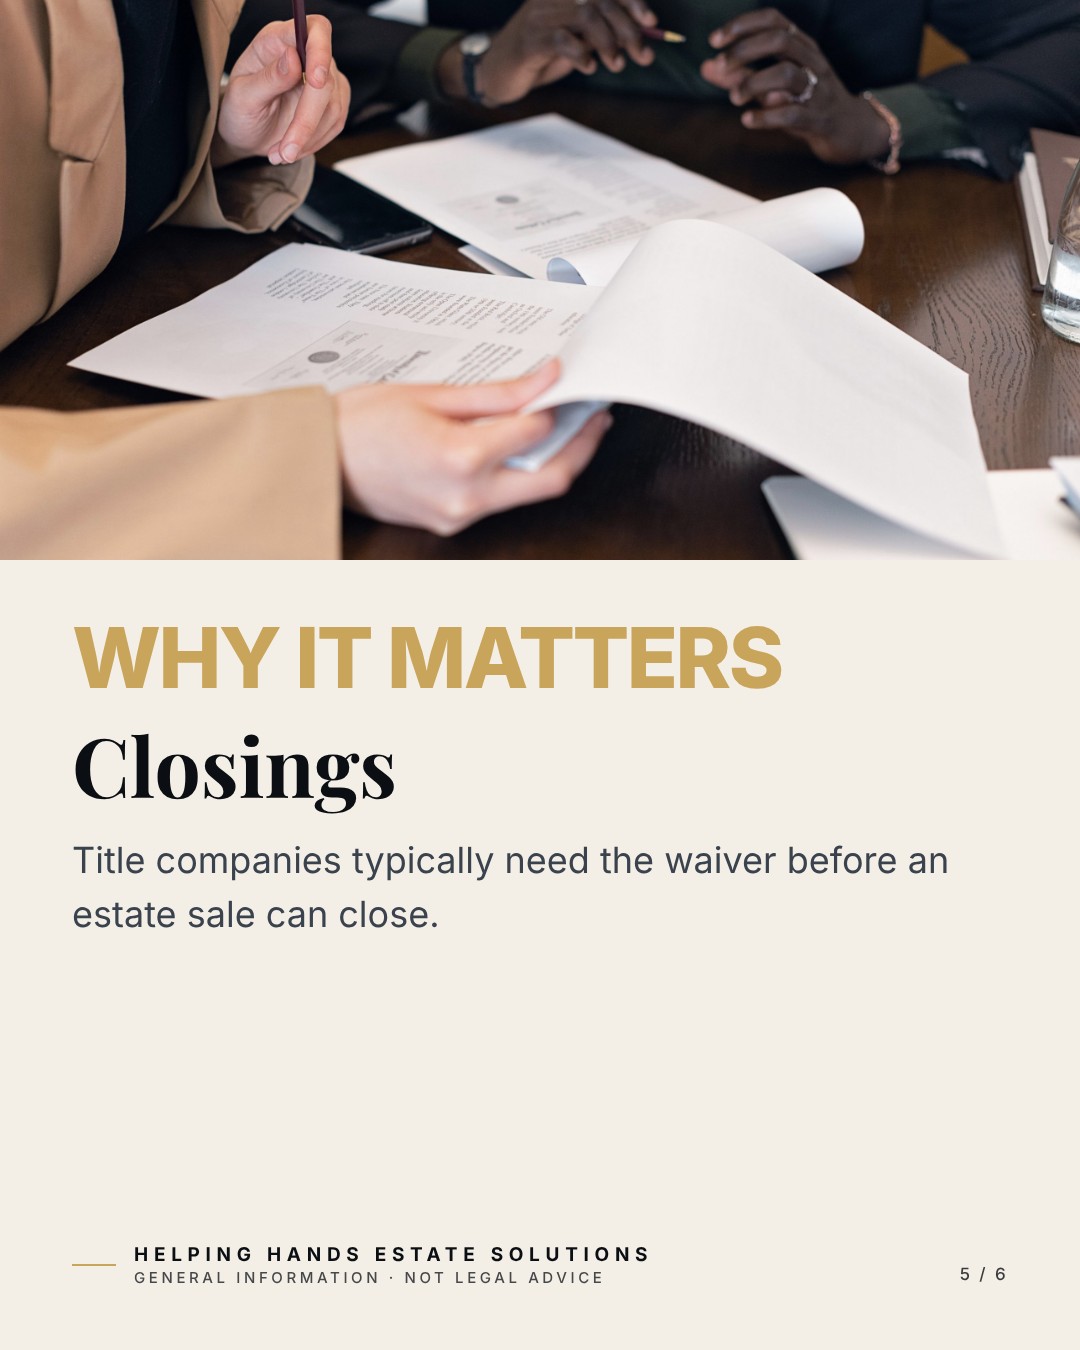 WHY IT MATTERS
Closings
Title companies typically need the waiver before an
estate sale can close.
HELPING HANDS ESTATE SOLUTIONS
GENERAL INFORMATION · NOT LEGAL ADVICE
5 / 6